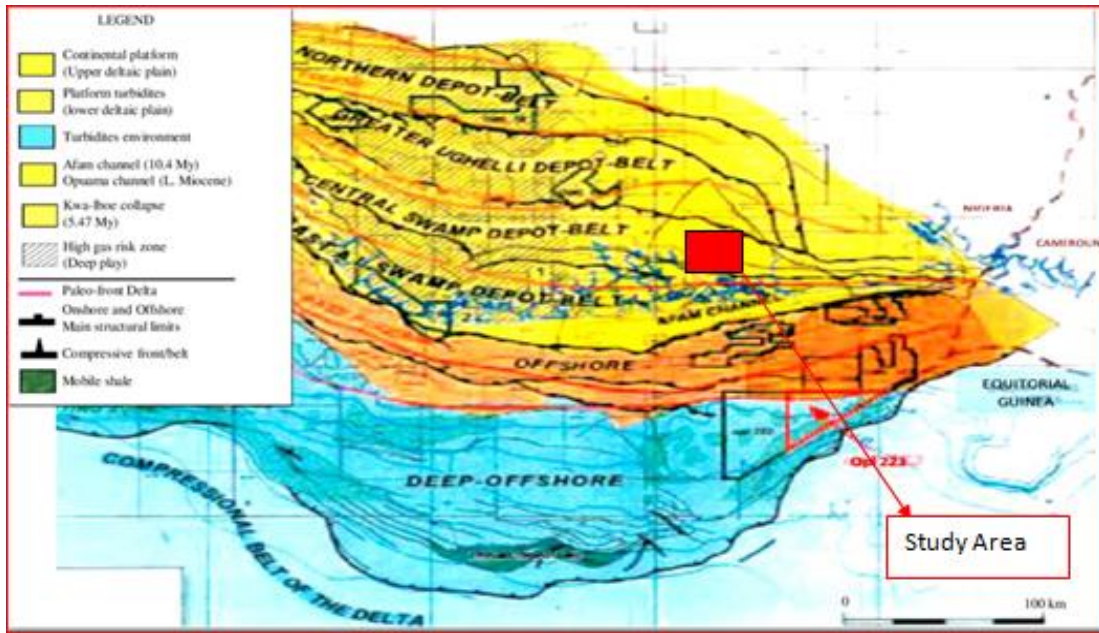 LEGEND
Continental platform
(Upper deltaic plain)
Platform turbidites
(lower deltaic plain)
Turbidites environment
Afam channel (10.4 My)
Opuama channel (L. Miocene)
Kwa-Iboe collapse
(5.47 My)
High gas risk zone
(Deep play)
Paleo-front Delta
Onshore and Offshore
Main structural limits
Compressive front/belt
Mobile shale
NORTHERN DEPOT-BELT
GREATER UGHELLI DEPOT-BELT
CENTRAL SWAMP DEPOT-BELT
SWAMP DEPOT-BELT
1
2
AFAM CHANNEL
OFFSHORE
NIGERIA
CAMEROUN
EQUITORIAL
GUINEA
Opl 223
DEEP-OFFSHORE
COMPRESSIONAL BELT OF THE DELTA
Study Area
0 100 km